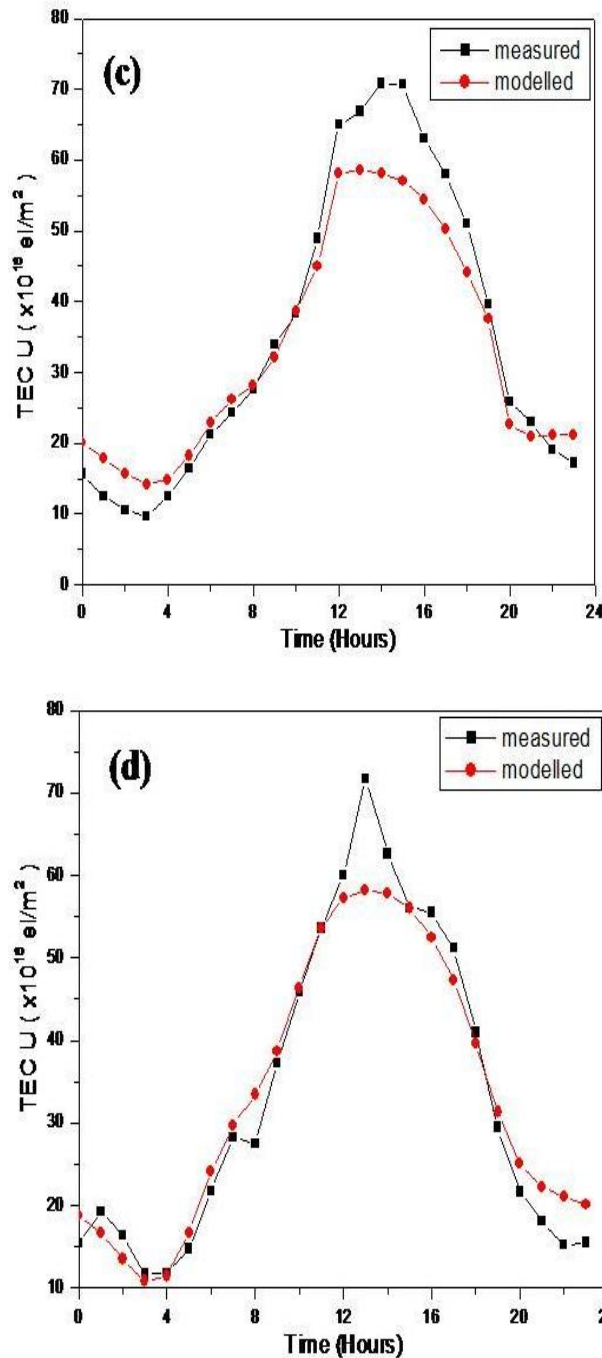 80
70
60
50
40
30
20
10
0
(c)
measured
modelled
TEC U ( x10¹⁶ el/m²
0 4 8 12 16 20 24
Time (Hours)
80
70
60
50
40
30
20
10
(d)
measured
modelled
TEC U ( x10¹⁶ el/m²
0 4 8 12 16 20 2
Time (Hours)